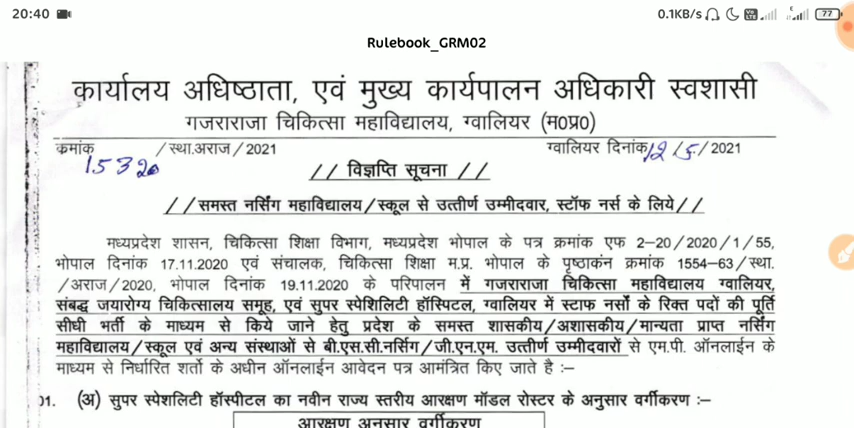 20:40
0.1KB/s 77
Rulebook_GRM02
कार्यालय अधिष्ठाता, एवं मुख्य कार्यपालन अधिकारी स्वशासी
गजराराजा चिकित्सा महाविद्यालय, ग्वालियर (म0प्र0)
क्रमांक 15320 /स्था.अराज/2021 ग्वालियर दिनांक 12/5/2021
// विज्ञप्ति सूचना //
//समस्त नर्सिंग महाविद्यालय/स्कूल से उत्तीर्ण उम्मीदवार, स्टॉफ नर्स के लिये//
मध्यप्रदेश शासन, चिकित्सा शिक्षा विभाग, मध्यप्रदेश भोपाल के पत्र क्रमांक एफ 2–20/2020/1/55,
भोपाल दिनांक 17.11.2020 एवं संचालक, चिकित्सा शिक्षा म.प्र. भोपाल के पृष्ठाकंन क्रमांक 1554–63/स्था.
/अराज/2020, भोपाल दिनांक 19.11.2020 के परिपालन में गजराराजा चिकित्सा महाविद्यालय ग्वालियर,
संबद्ध जयारोग्य चिकित्सालय समूह, एवं सुपर स्पेशिलिटी हॉस्पिटल, ग्वालियर में स्टाफ नर्सो के रिक्त पदों की पूर्ति
सीधी भर्ती के माध्यम से किये जाने हेतु प्रदेश के समस्त शासकीय/अशासकीय/मान्यता प्राप्त नर्सिंग
महाविद्यालय/स्कूल एवं अन्य संस्थाओं से बी.एस.सी.नर्सिग/जी.एन.एम. उत्तीर्ण उम्मीदवारों से एम.पी. ऑनलाईन के
माध्यम से निर्धारित शर्तो के अधीन ऑनलाईन आवेदन पत्र आमंत्रित किए जाते है :–
01. (अ) सुपर स्पेशलिटी हॉस्पीटल का नवीन राज्य स्तरीय आरक्षण मॉडल रोस्टर के अनुसार वर्गीकरण :–
आरक्षण अनुसार वर्गीकरण